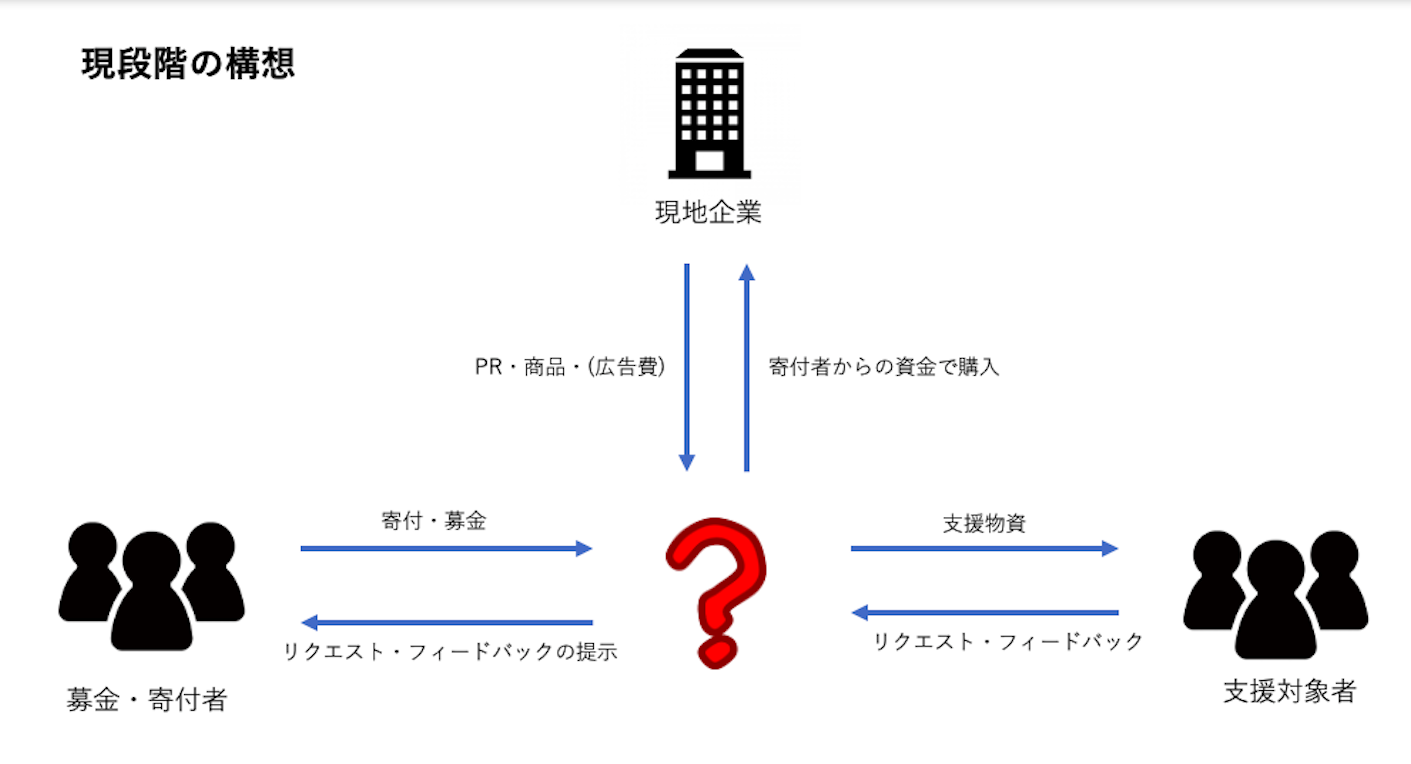 現段階の構想
現地企業
PR・商品・(広告費)
寄付者からの資金で購入
寄付・募金
支援物資
リクエスト・フィードバックの提示
リクエスト・フィードバック
募金・寄付者
支援対象者